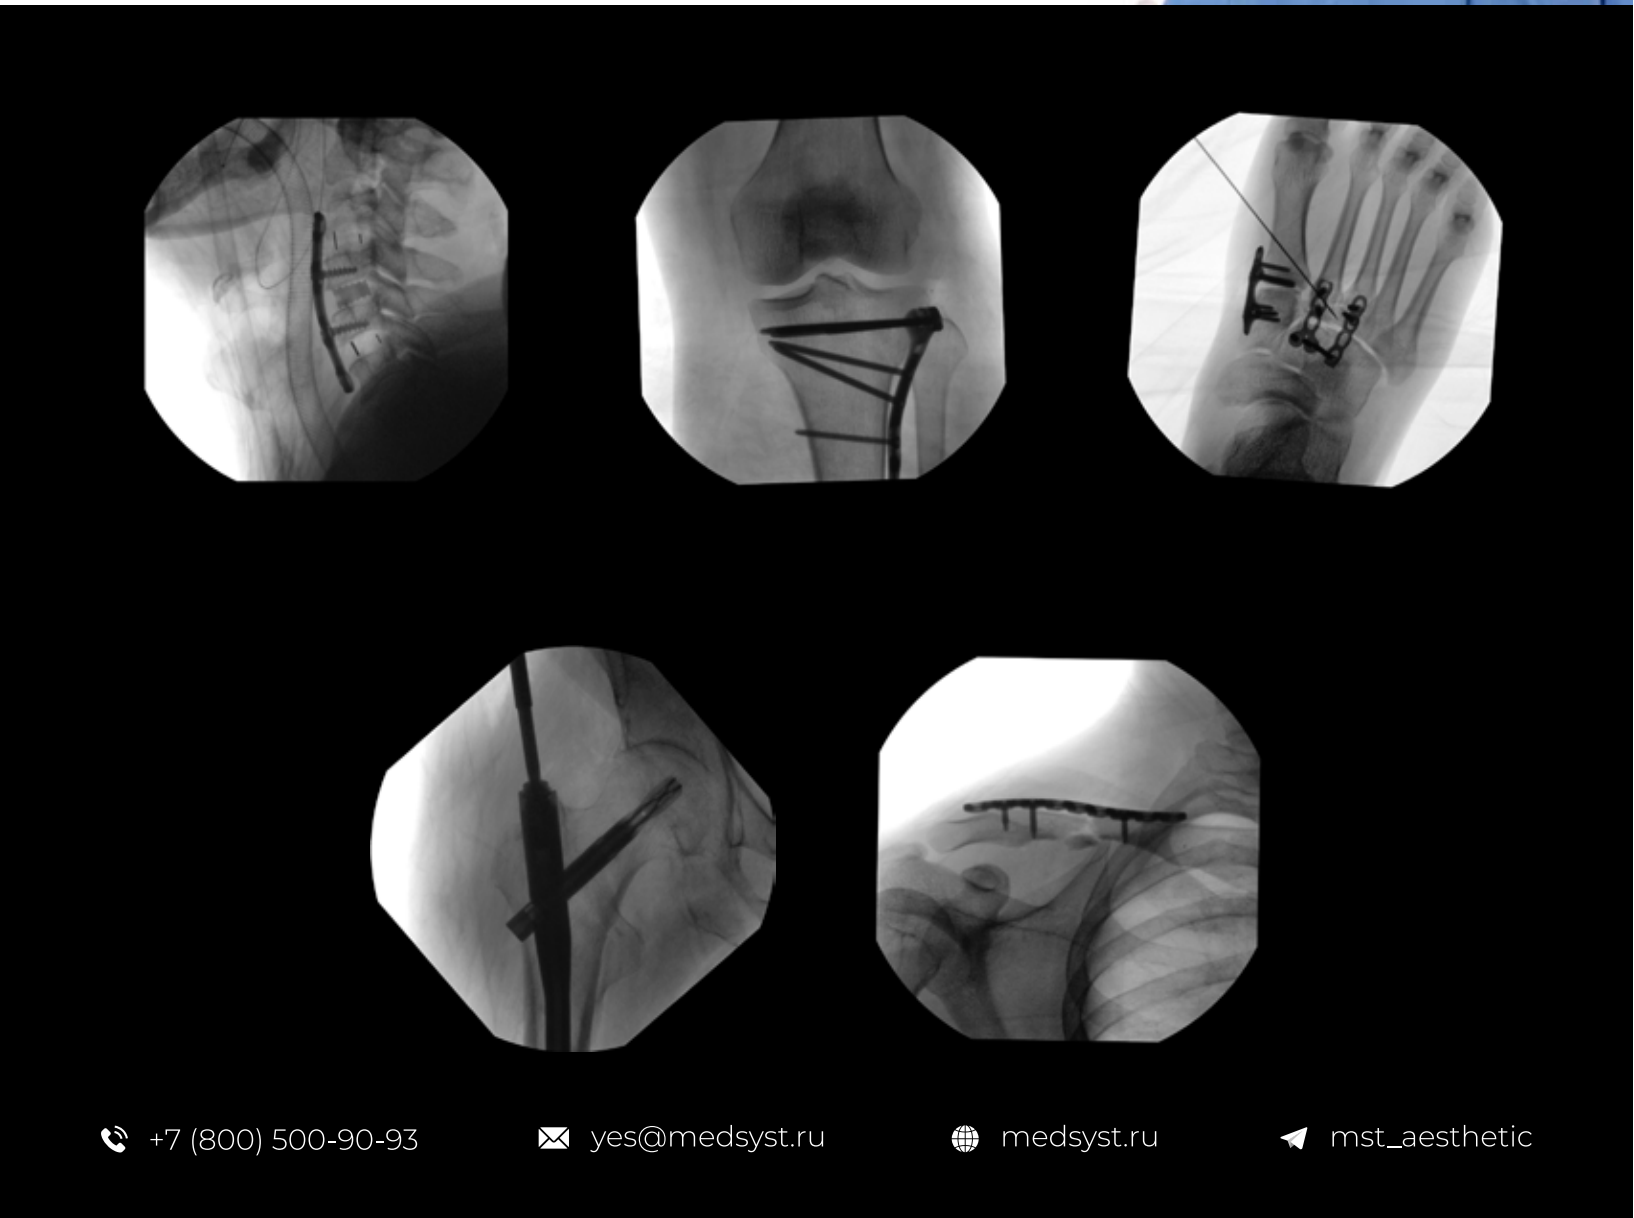 +7 (800) 500-90-93
yes@medsyst.ru
medsyst.ru
mst_aesthetic